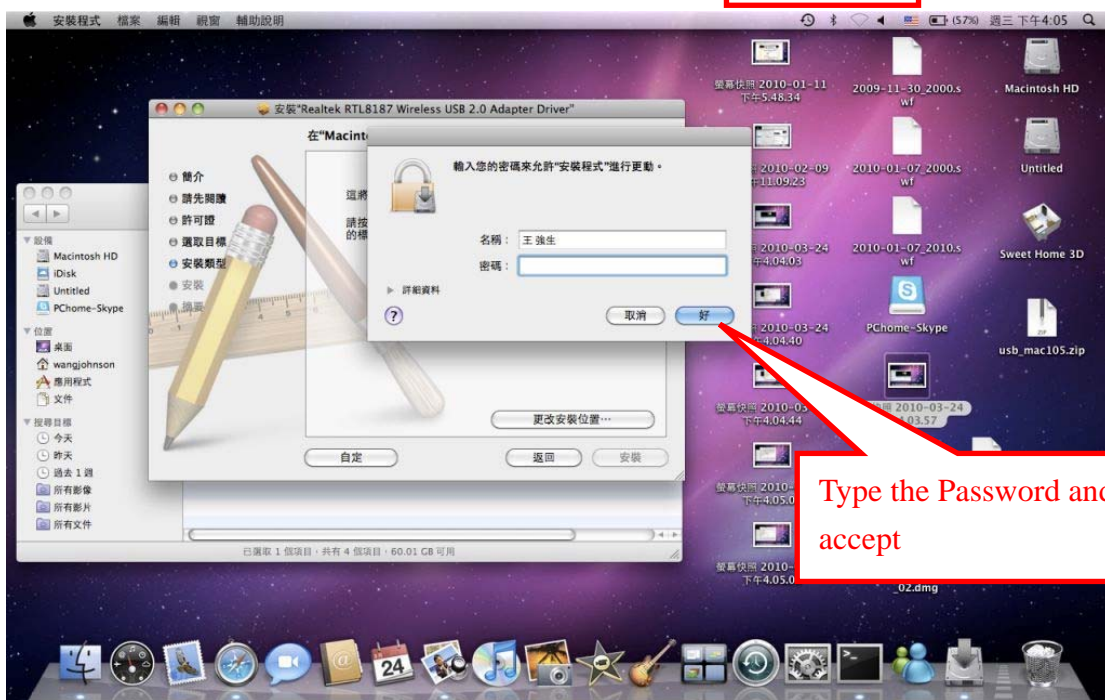 安裝程式 檔案 編輯 視窗 輔助說明
(57%) 週三 下午4:05
安裝"Realtek RTL8187 Wireless USB 2.0 Adapter Driver"
在"Macint
簡介
請先閱讀
許可證
選取目標
安裝類型
安裝
摘要
這將
請按
的標
輸入您的密碼來允許"安裝程式"進行更動。
名稱：
王 強生
密碼：
詳細資料
?
取消
好
更改安裝位置…
自定
返回
安裝
設備
Macintosh HD
iDisk
Untitled
PChome-Skype
位置
桌面
wangjohnson
應用程式
文件
搜尋目標
今天
昨天
過去 1 週
所有影像
所有影片
所有文件
已選取 1 個項目，共有 4 個項目，60.01 GB 可用
螢幕快照 2010-01-11
下午5.48.34
2009-11-30_2000.s
wf
Macintosh HD
2010-02-09
11.09.23
2010-01-07_2000.s
wf
Untitled
2010-03-24
4.04.03
2010-01-07_2010.s
wf
Sweet Home 3D
2010-03-24
4.04.40
PChome-Skype
ZIP
usb_mac105.zip
螢幕快照 2010-03
下午4.04.44
2010-03-24
4.03.57
螢幕快照 2010-
下午4.05.0
螢幕快照 2010-
下午4.05.0
_02.dmg
Type the Password and
accept
24